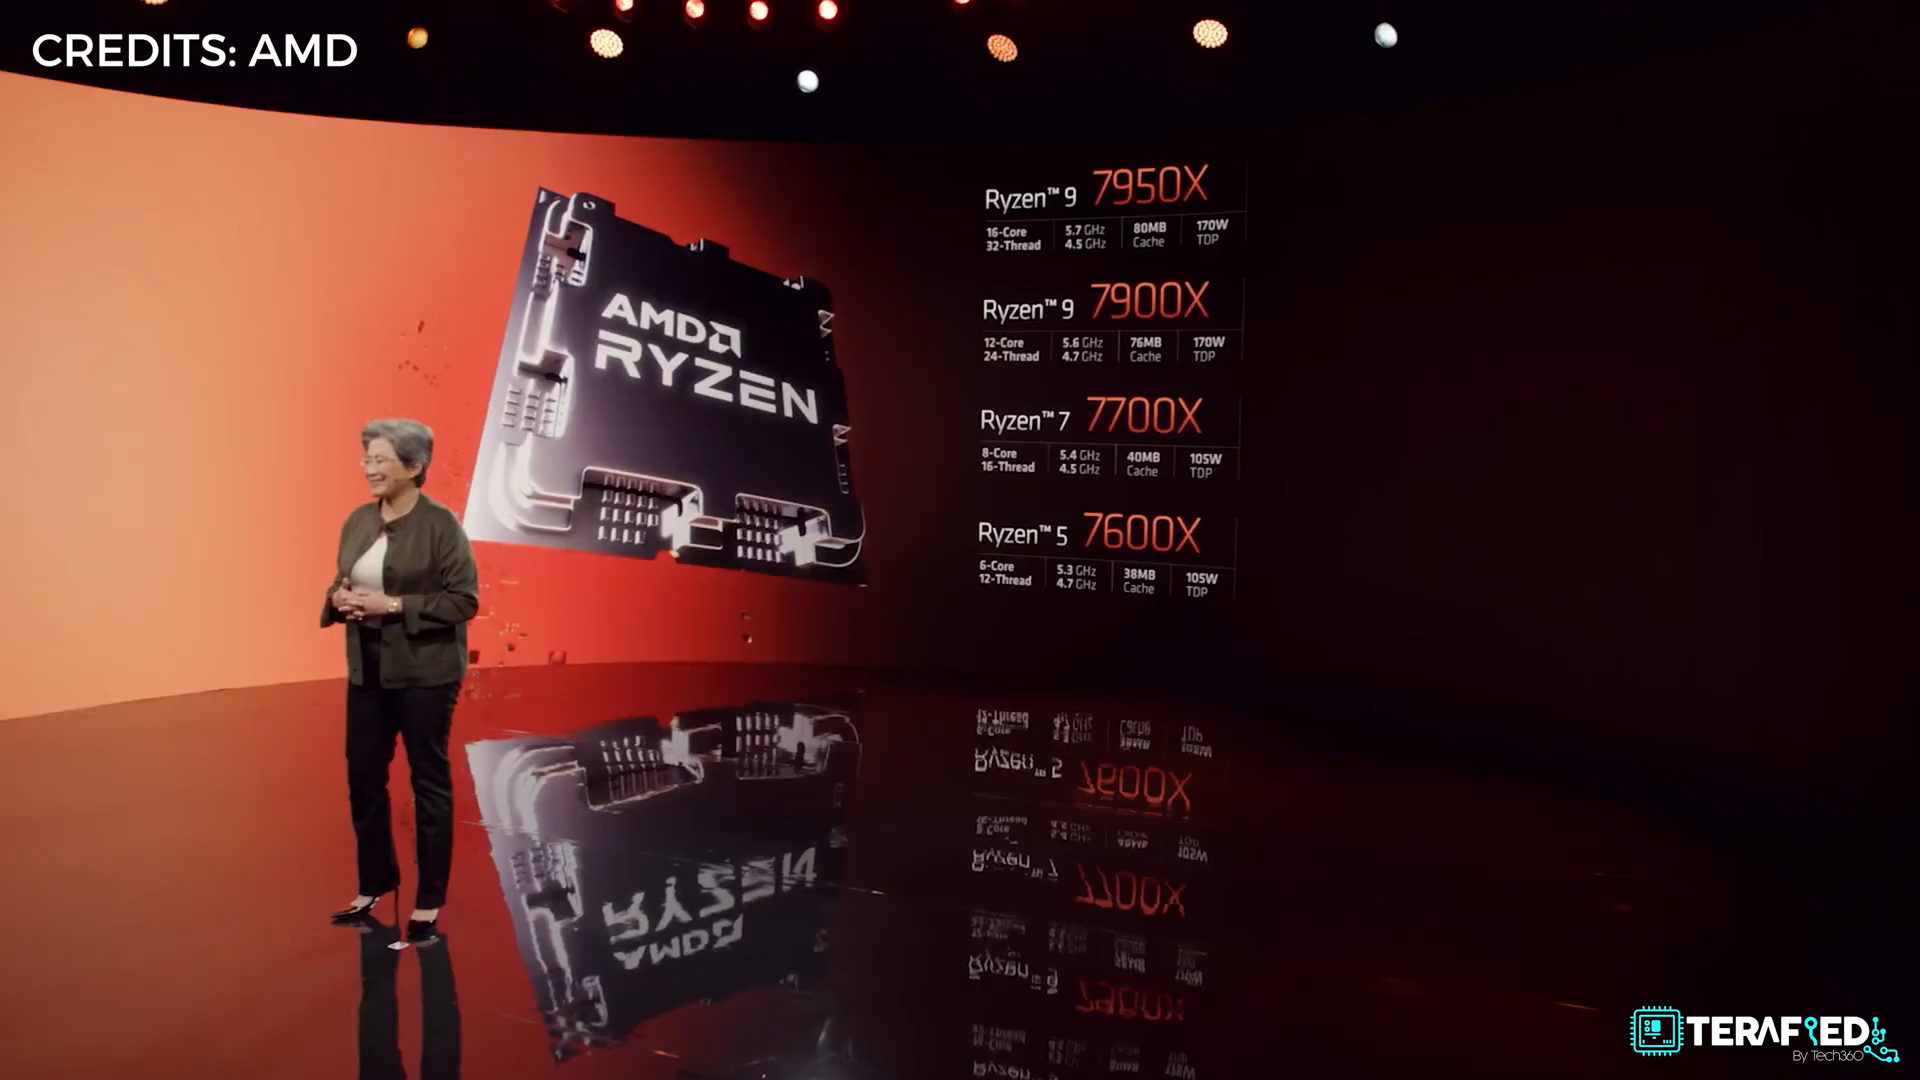 CREDITS: AMD
AMD
RYZEN
Ryzen™ 9 7950X
16-Core 5.7 GHz 80MB 170W
32-Thread 4.5 GHz Cache TDP
Ryzen™ 9 7900X
12-Core 5.6 GHz 76MB 170W
24-Thread 4.7 GHz Cache TDP
Ryzen™ 7 7700X
8-Core 5.4 GHz 40MB 105W
16-Thread 4.5 GHz Cache TDP
Ryzen™ 5 7600X
6-Core 5.3 GHz 38MB 105W
12-Thread 4.7 GHz Cache TDP
TERAFIED
By Tech360